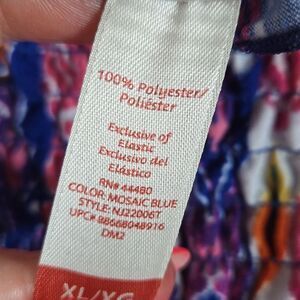 100% Polyester/
Poliéster
Exclusive of
Elastic
Exclusivo del
Elástico
RN# 44480
COLOR: MOSAIC BLUE
STYLE: NJ22006T
UPC# 88668048916
DM2
XL/XG